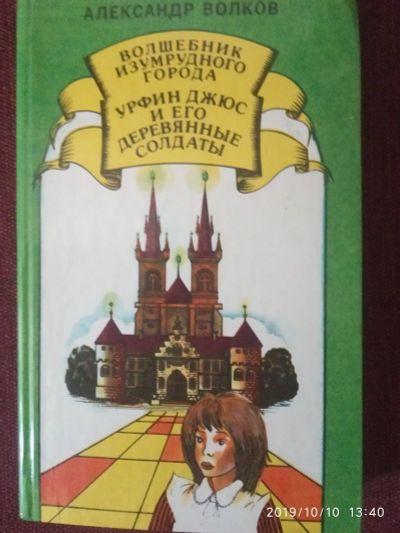 АЛЕКСАНДР ВОЛКОВ
ВОЛШЕБНИК
ИЗУМРУДНОГО
ГОРОДА
УРФИН ДЖЮС
И ЕГО
ДЕРЕВЯННЫЕ
СОЛДАТЫ
2019/10/10 13:40